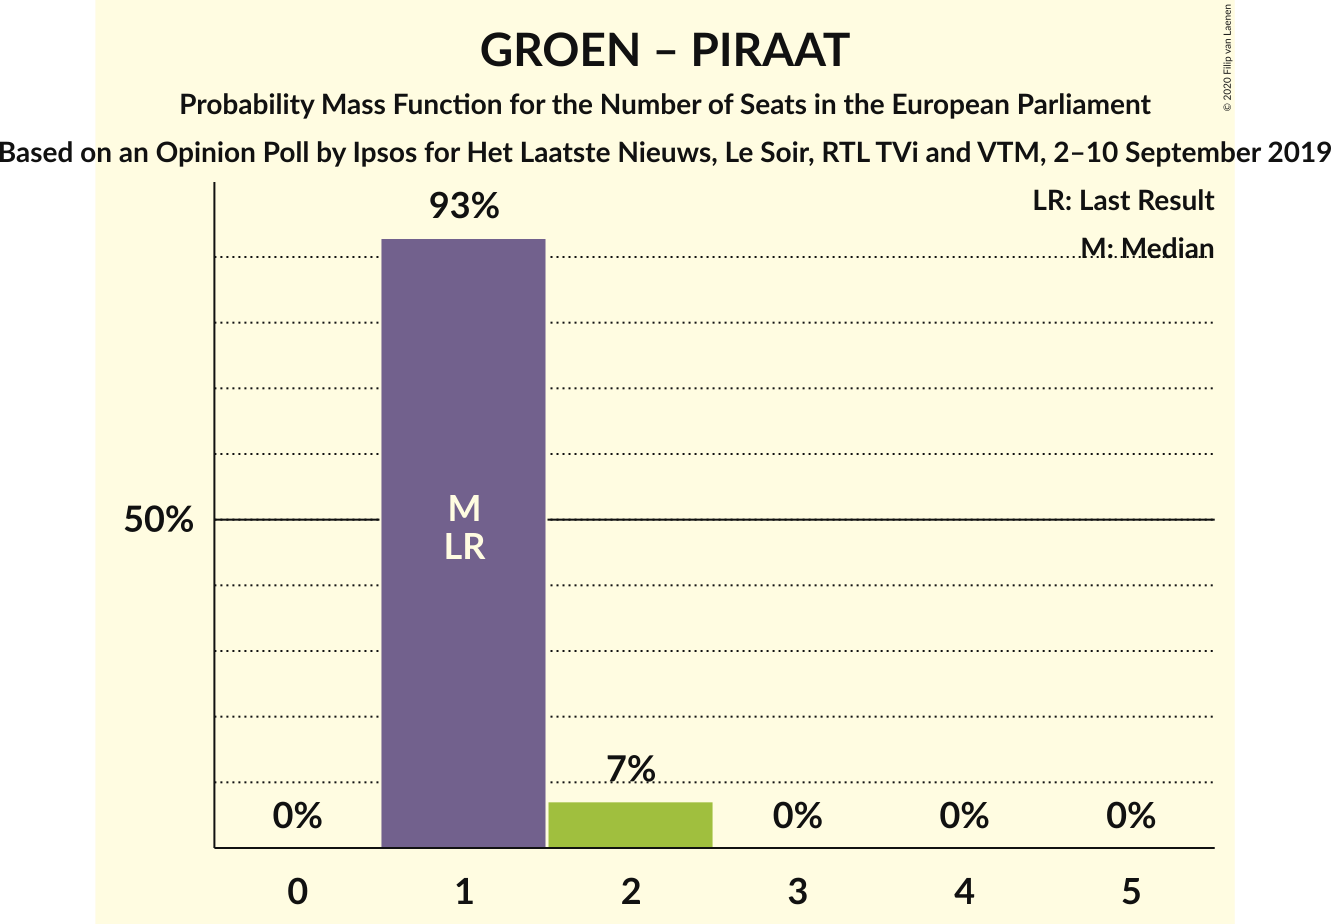 GROEN – PIRAAT
Probability Mass Function for the Number of Seats in the European Parliament
Based on an Opinion Poll by Ipsos for Het Laatste Nieuws, Le Soir, RTL TVi and VTM, 2–10 September 2019
© 2020 Filip van Laenen
LR: Last Result
M: Median
93%
50%
M
LR
7%
0%
0%
0%
0%
0 1 2 3 4 5